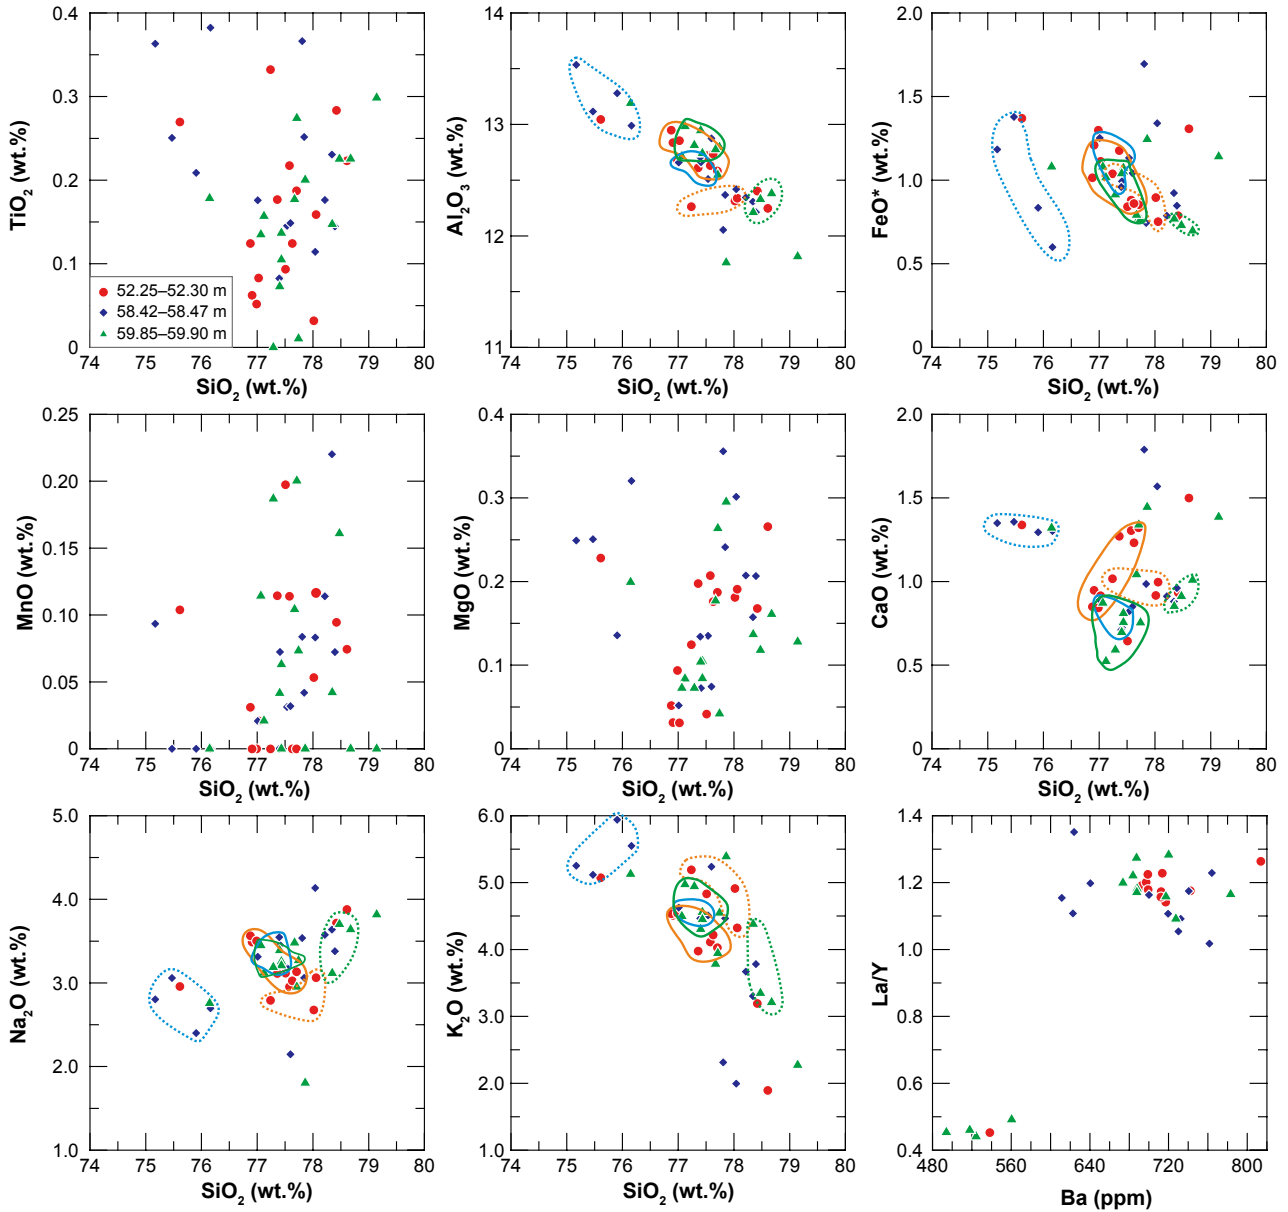 0.4
0.3
0.2
0.1
0
TiO2 (wt.%)
52.25–52.30 m
58.42–58.47 m
59.85–59.90 m
74 75 76 77 78 79 80
SiO2 (wt.%)
14
13
12
11
Al2O3 (wt.%)
74 75 76 77 78 79 80
SiO2 (wt.%)
2.0
1.5
1.0
0.5
0
FeO* (wt.%)
74 75 76 77 78 79 80
SiO2 (wt.%)
0.25
0.20
0.15
0.10
0.05
0
MnO (wt.%)
74 75 76 77 78 79 80
SiO2 (wt.%)
0.4
0.3
0.2
0.1
0
MgO (wt.%)
74 75 76 77 78 79 80
SiO2 (wt.%)
2.0
1.5
1.0
0.5
0
CaO (wt.%)
74 75 76 77 78 79 80
SiO2 (wt.%)
5.0
4.0
3.0
2.0
1.0
Na2O (wt.%)
74 75 76 77 78 79 80
SiO2 (wt.%)
6.0
5.0
4.0
3.0
2.0
1.0
K2O (wt.%)
74 75 76 77 78 79 80
SiO2 (wt.%)
1.4
1.2
1.0
0.8
0.6
0.4
La/Y
480 560 640 720 800
Ba (ppm)